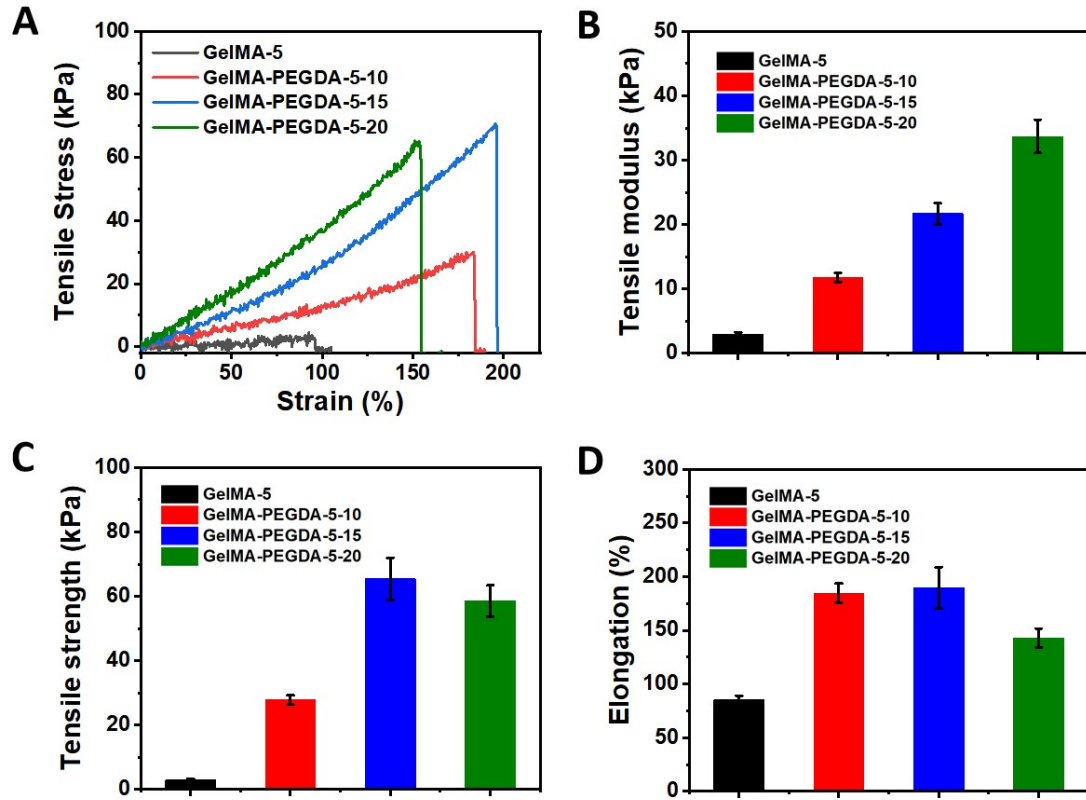 A
Tensile Stress (kPa)
100
80
60
40
20
0
GelMA-5
GelMA-PEGDA-5-10
GelMA-PEGDA-5-15
GelMA-PEGDA-5-20
0 50 100 150 200
Strain (%)
B
Tensile modulus (kPa)
50
40
30
20
10
0
GelMA-5
GelMA-PEGDA-5-10
GelMA-PEGDA-5-15
GelMA-PEGDA-5-20
C
Tensile strength (kPa)
100
80
60
40
20
0
GelMA-5
GelMA-PEGDA-5-10
GelMA-PEGDA-5-15
GelMA-PEGDA-5-20
D
Elongation (%)
300
250
200
150
100
50
0
GelMA-5
GelMA-PEGDA-5-10
GelMA-PEGDA-5-15
GelMA-PEGDA-5-20